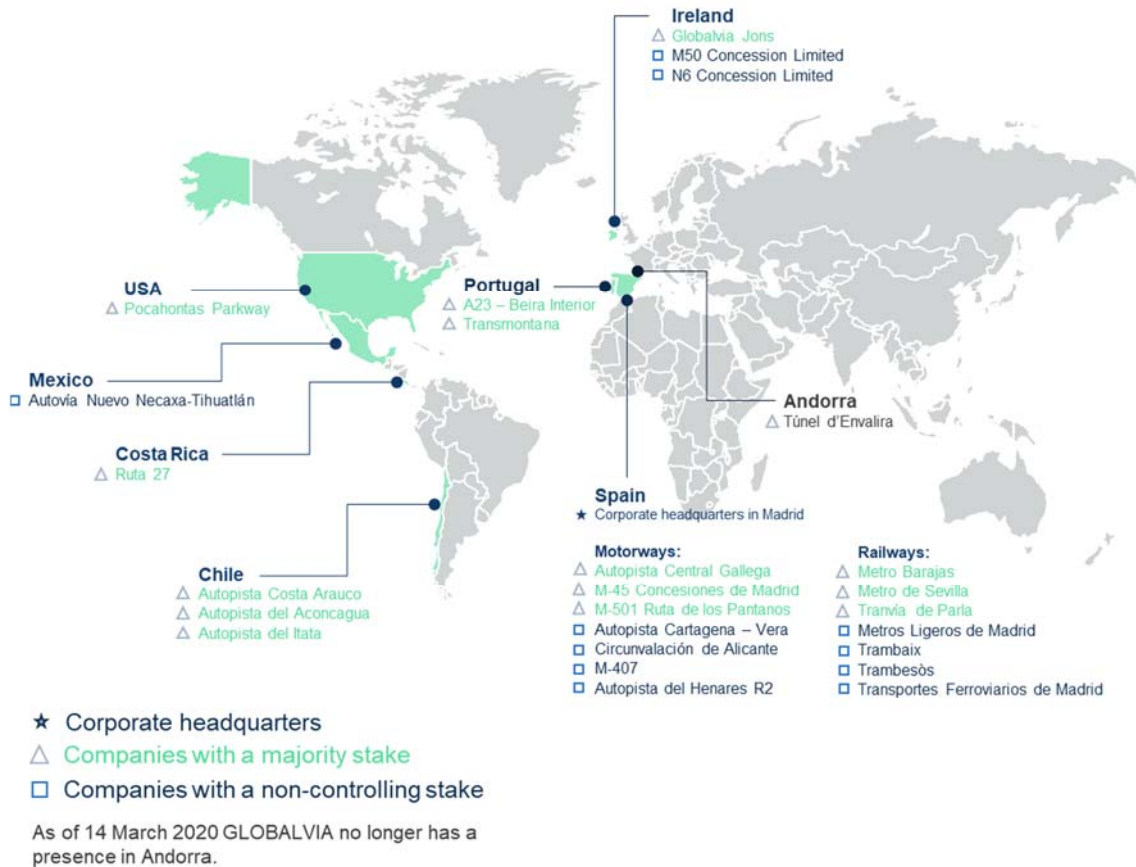 Ireland
Globalvia Jons
M50 Concession Limited
N6 Concession Limited
USA
Pocahontas Parkway
Portugal
A23 – Beira Interior
Transmontana
Mexico
Autovía Nuevo Necaxa-Tihuatlán
Andorra
Túnel d'Envalira
Costa Rica
Ruta 27
Spain
Corporate headquarters in Madrid
Chile
Autopista Costa Arauco
Autopista del Aconcagua
Autopista del Itata
Motorways:
Autopista Central Gallega
M-45 Concesiones de Madrid
M-501 Ruta de los Pantanos
Autopista Cartagena – Vera
Circunvalación de Alicante
M-407
Autopista del Henares R2
Railways:
Metro Barajas
Metro de Sevilla
Tranvía de Parla
Metros Ligeros de Madrid
Trambaix
Trambesòs
Transportes Ferroviarios de Madrid
Corporate headquarters
Companies with a majority stake
Companies with a non-controlling stake
As of 14 March 2020 GLOBALVIA no longer has a
presence in Andorra.